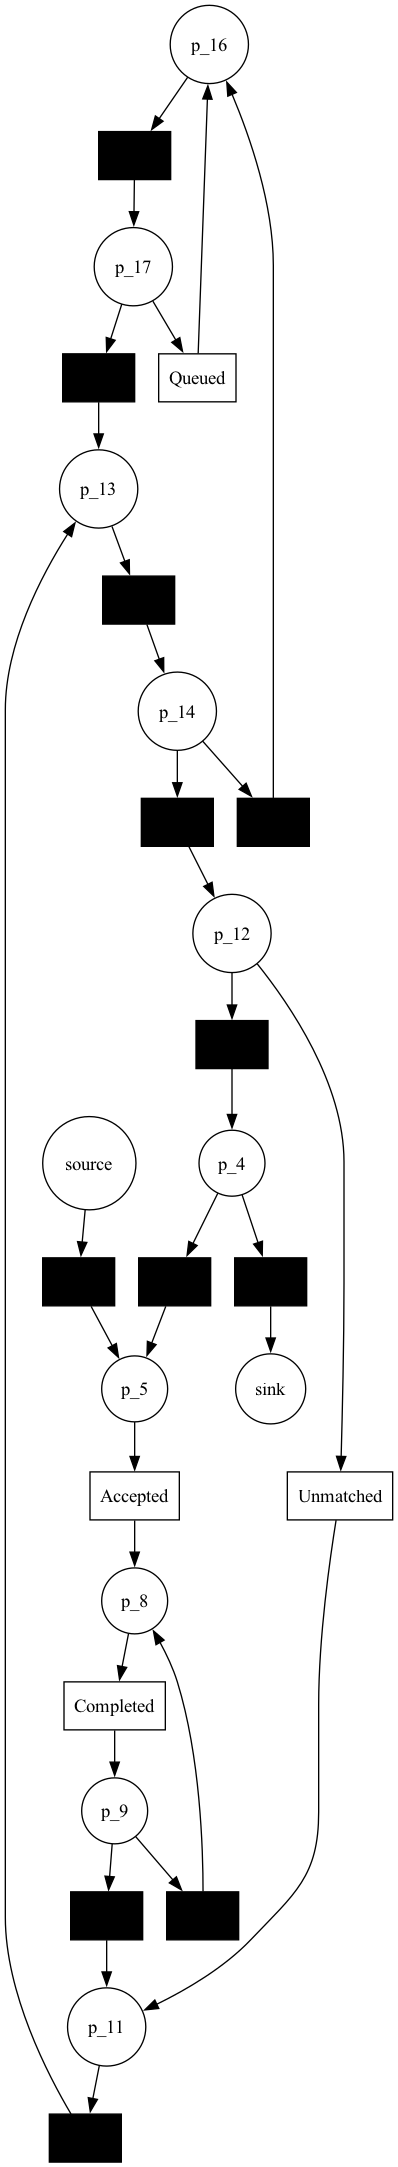 p_16
p_17
Queued
p_13
p_14
p_12
source
p_4
p_5
sink
Accepted
Unmatched
p_8
Completed
p_9
p_11